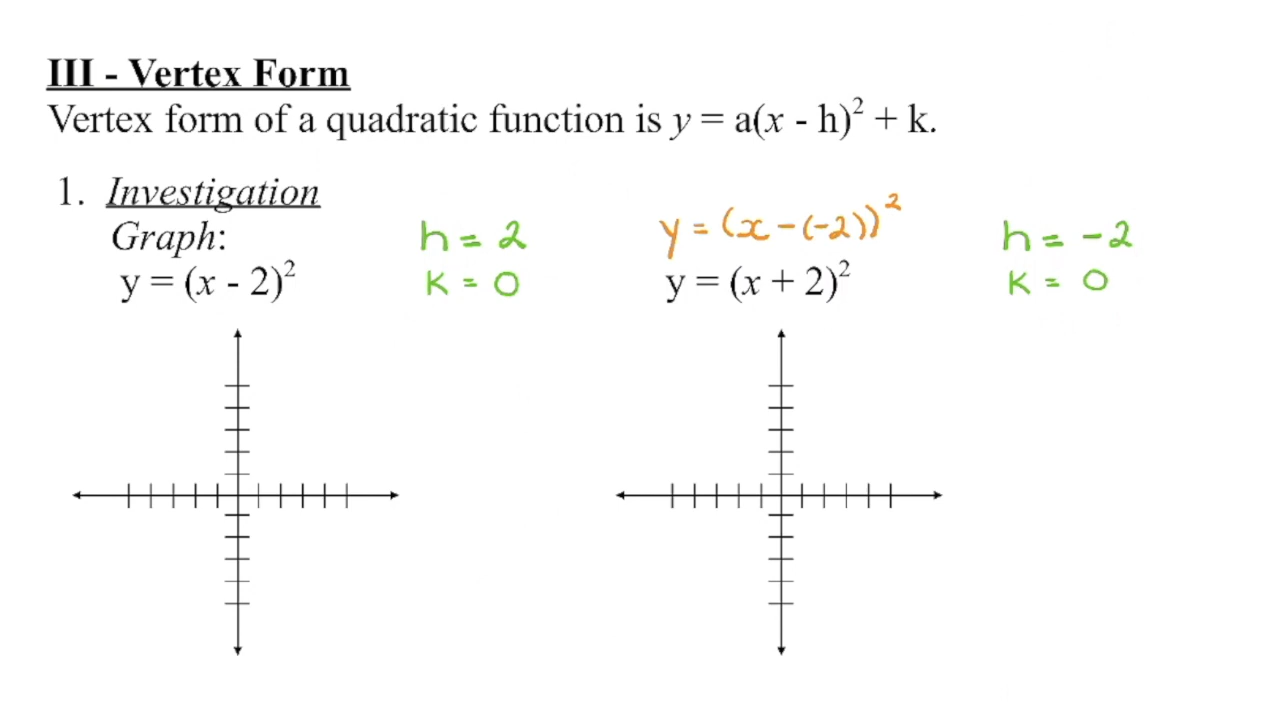 III - Vertex Form
Vertex form of a quadratic function is y = a(x - h)² + k.
1. Investigation
Graph:
h = 2
y = (x - (-2))²
h = -2
y = (x - 2)²
K = 0
y = (x + 2)²
K = 0